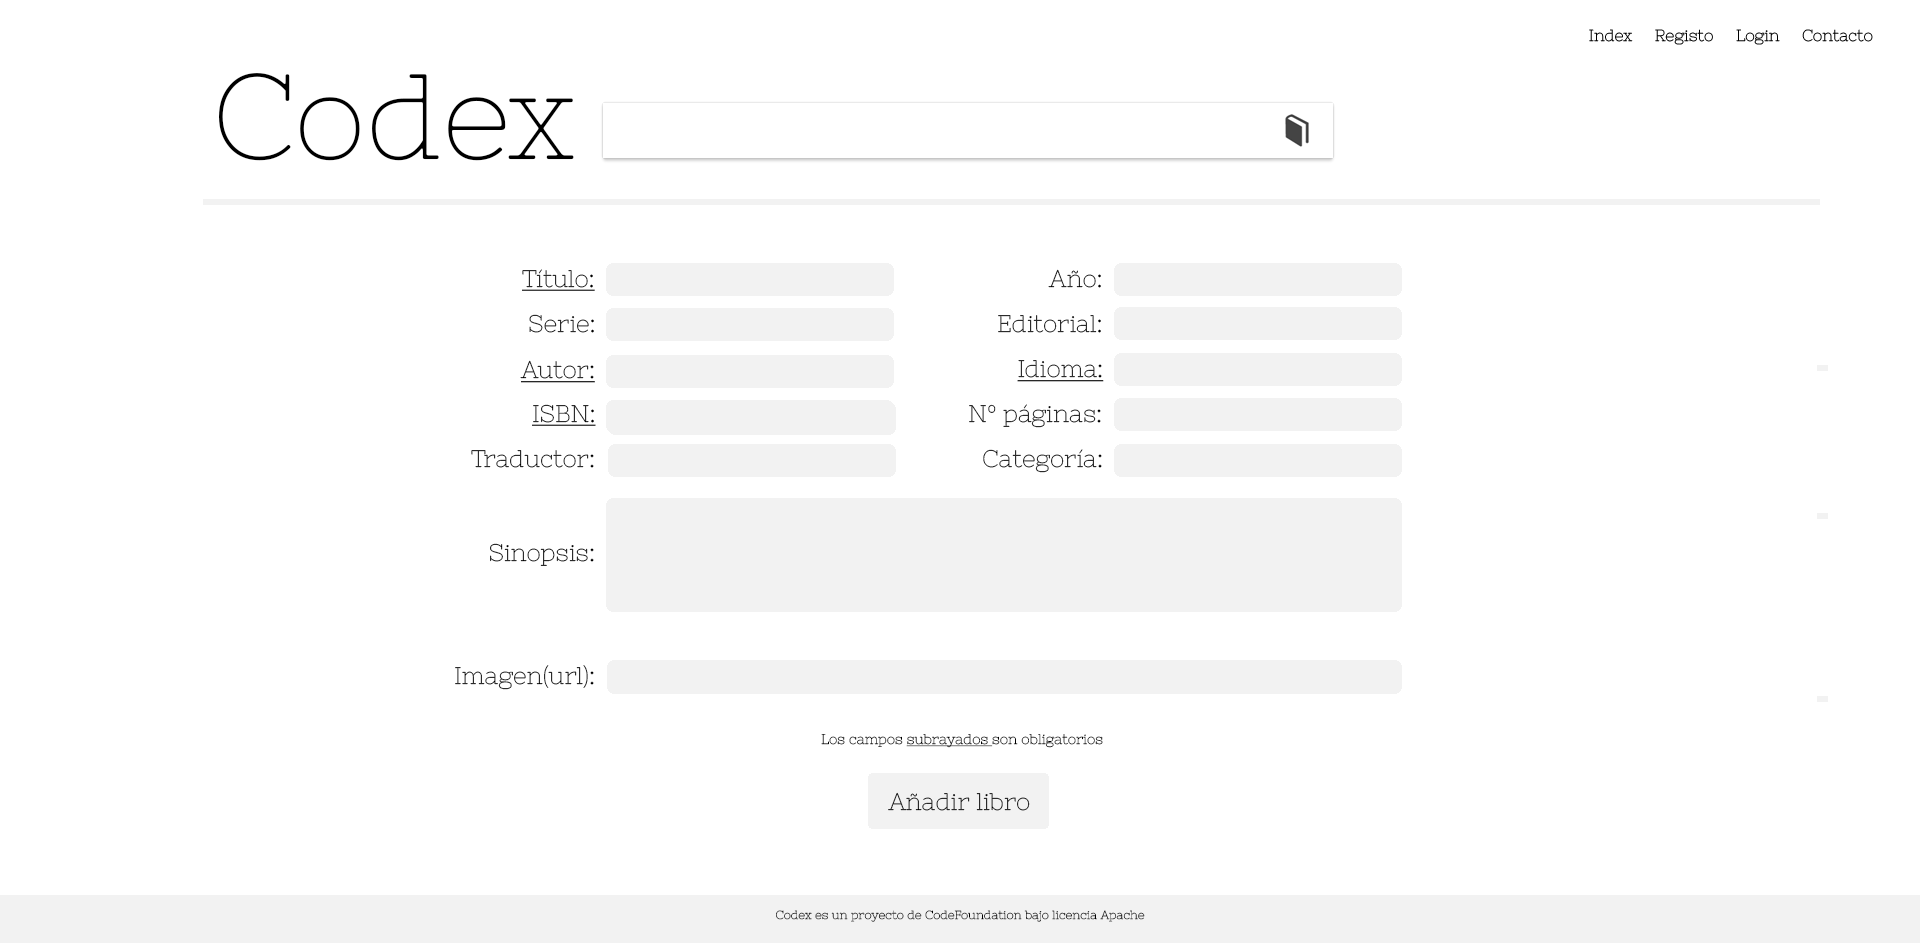 Index Registo Login Contacto
Codex
Título:
Año:
Serie:
Editorial:
Autor:
Idioma:
ISBN:
Nº páginas:
Traductor:
Categoría:
Sinopsis:
Imagen(url):
Los campos subrayados son obligatorios
Añadir libro
Codex es un proyecto de CodeFoundation bajo licencia Apache